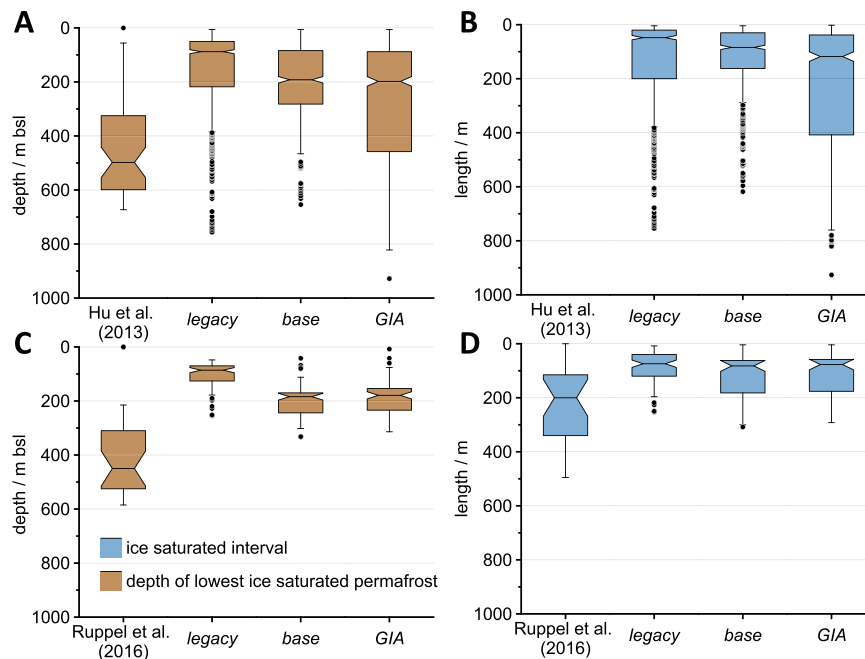 A
0
200
400
600
800
1000
depth / m bsl
Hu et al.
(2013)
legacy
base
GIA
B
0
200
400
600
800
1000
length / m
Hu et al.
(2013)
legacy
base
GIA
C
0
200
400
600
800
1000
depth / m bsl
ice saturated interval
depth of lowest ice saturated permafrost
Ruppel et al.
(2016)
legacy
base
GIA
D
0
200
400
600
800
1000
length / m
Ruppel et al.
(2016)
legacy
base
GIA